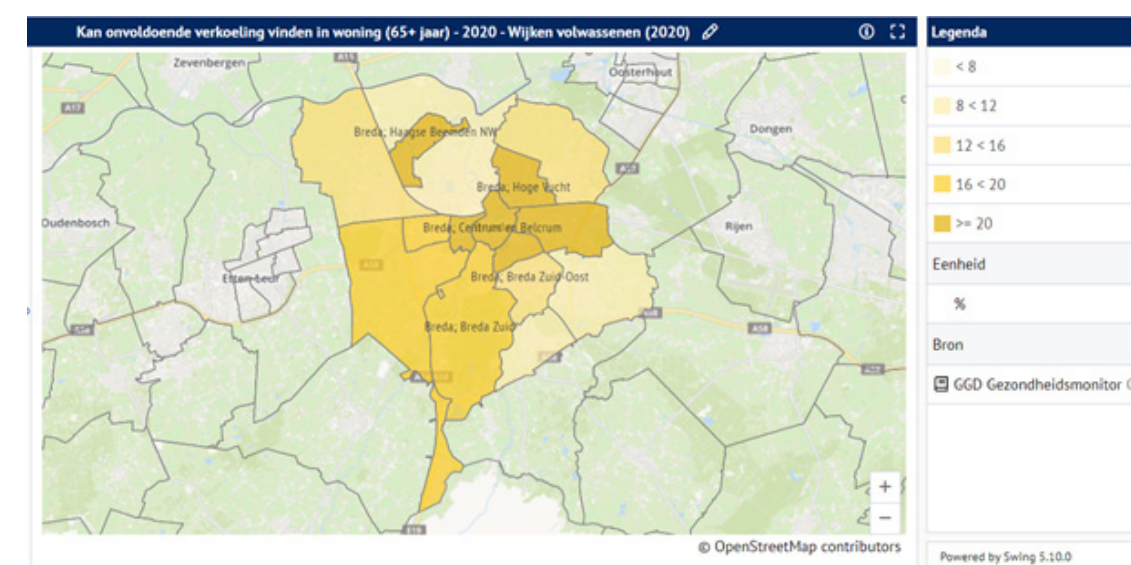 Kan onvoldoende verkoeling vinden in woning (65+ jaar) - 2020 - Wijken volwassenen (2020)
Zevenbergen
A17
Oosterhout
Dongen
Breda; Haagse Beemden NW
Breda; Hoge Vucht
Oudenbosch
Breda; Centrum en Belcrum
Rijen
Etten-Leur
Breda; Breda Zuid-Oost
Breda; Breda Zuid
A58
E19
+
−
© OpenStreetMap contributors
Legenda
< 8
8 < 12
12 < 16
16 < 20
>= 20
Eenheid
%
Bron
GGD Gezondheidsmonitor
Powered by Swing 5.10.0